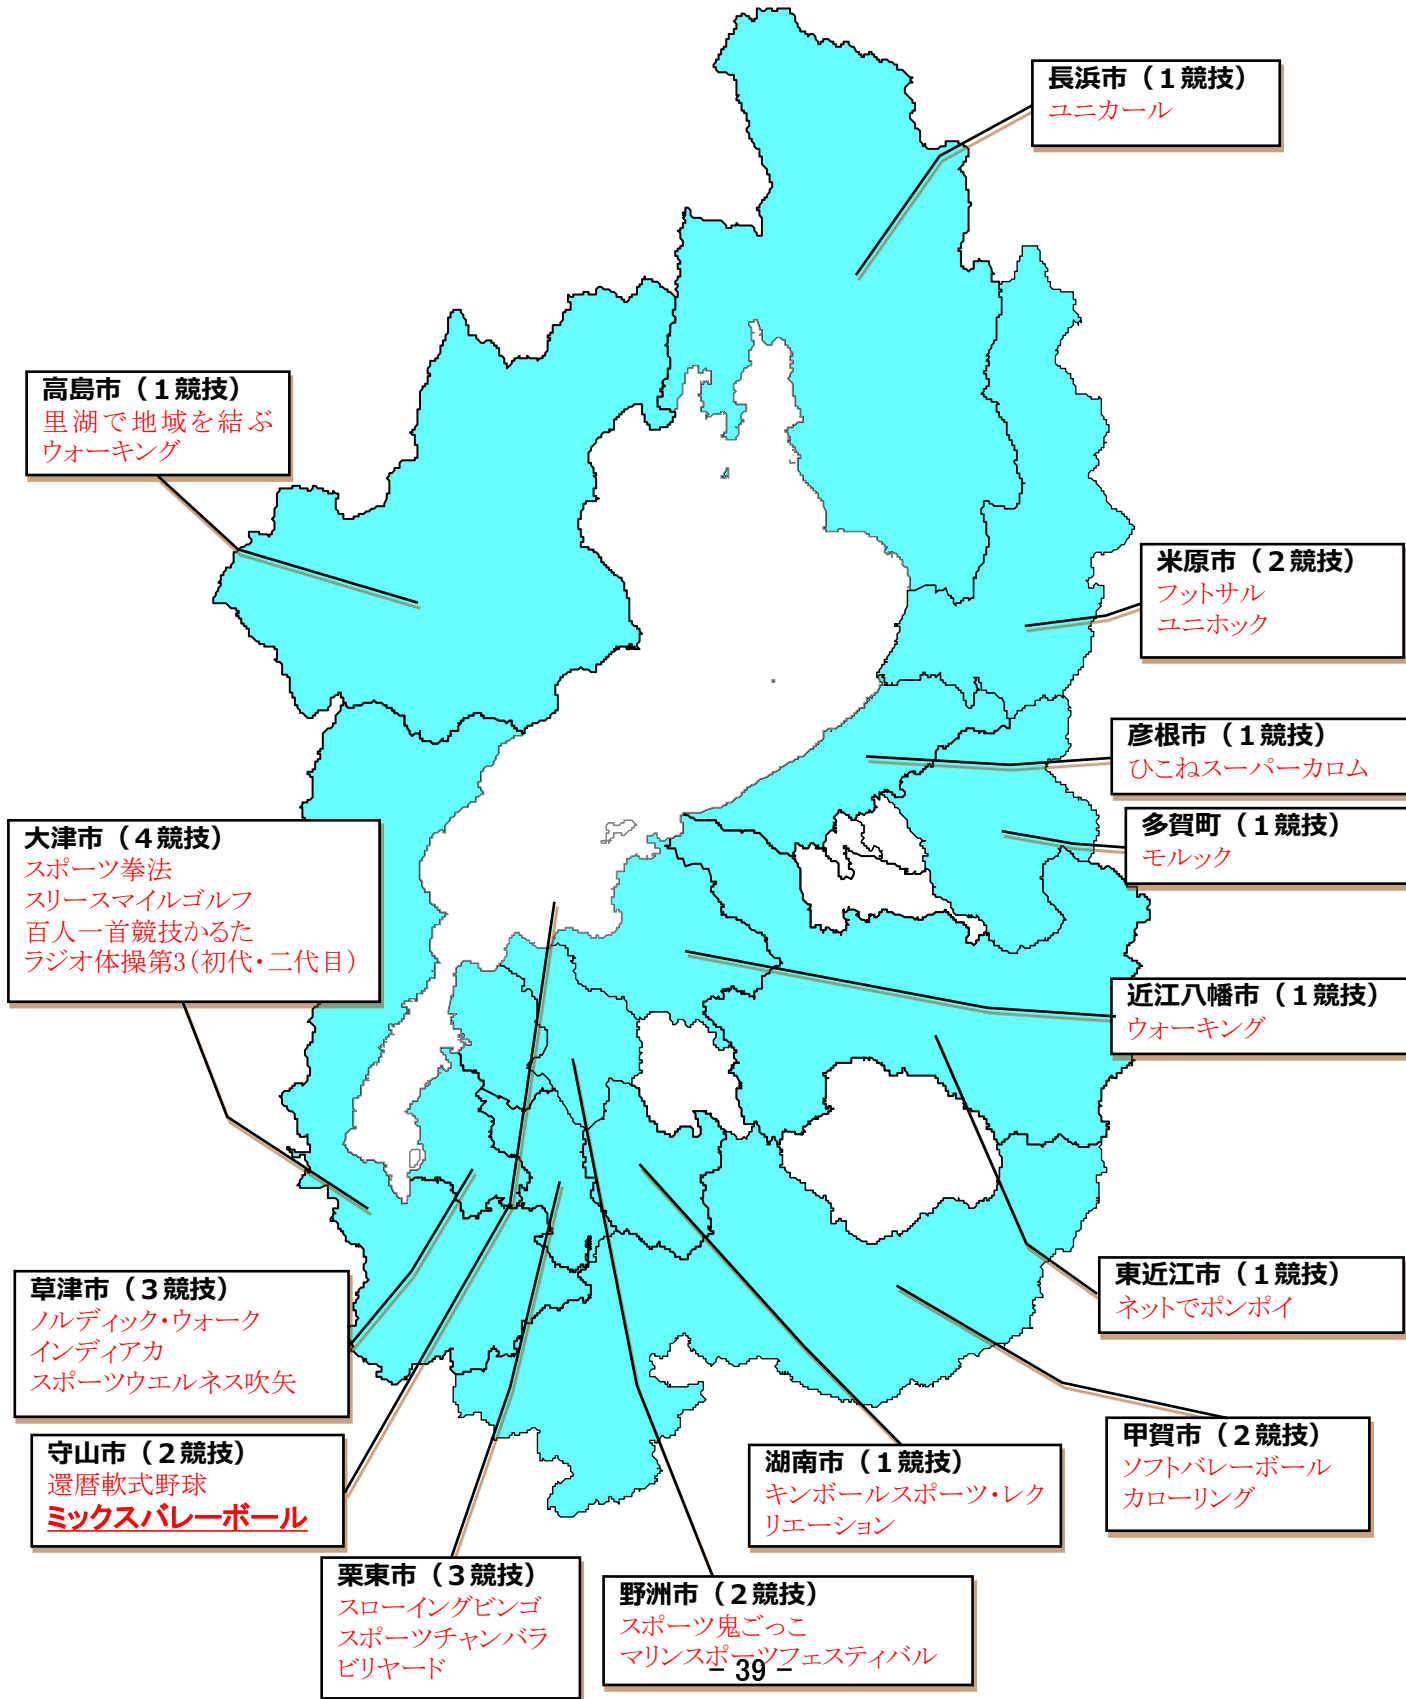 長浜市（１競技）
ユニカール
高島市（１競技）
里湖で地域を結ぶ
ウォーキング
米原市（２競技）
フットサル
ユニホック
彦根市（１競技）
ひこねスーパーカロム
多賀町（１競技）
モルック
大津市（４競技）
スポーツ拳法
スリースマイルゴルフ
百人一首競技かるた
ラジオ体操第3（初代・二代目）
近江八幡市（１競技）
ウォーキング
東近江市（１競技）
ネットでポンポイ
草津市（３競技）
ノルディック・ウォーク
インディアカ
スポーツウエルネス吹矢
甲賀市（２競技）
ソフトバレーボール
カローリング
守山市（２競技）
還暦軟式野球
ミックスバレーボール
湖南市（１競技）
キンボールスポーツ・レク
リエーション
栗東市（３競技）
スローイングビンゴ
スポーツチャンバラ
ビリヤード
野洲市（２競技）
スポーツ鬼ごっこ
マリンスポーツフェスティバル
－ 39 －